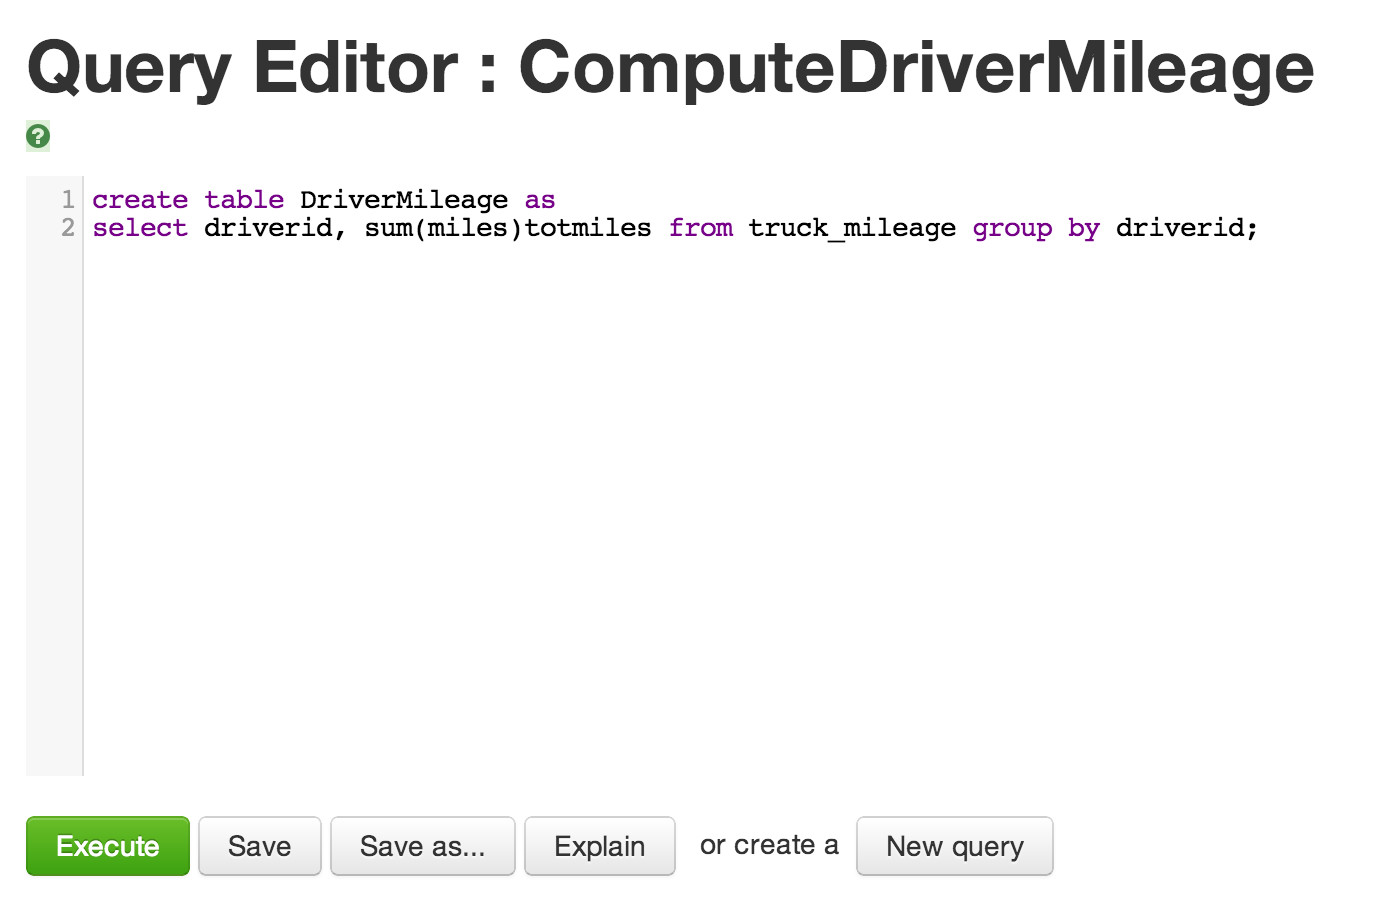 Query Editor : ComputeDriverMileage
?
1 create table DriverMileage as
2 select driverid, sum(miles)totmiles from truck_mileage group by driverid;
Execute Save Save as... Explain or create a New query